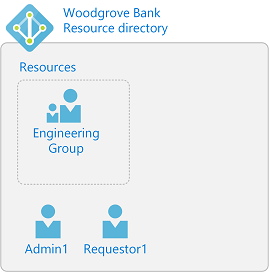 Woodgrove Bank
Resource directory
Resources
Engineering
Group
Admin1
Requestor1